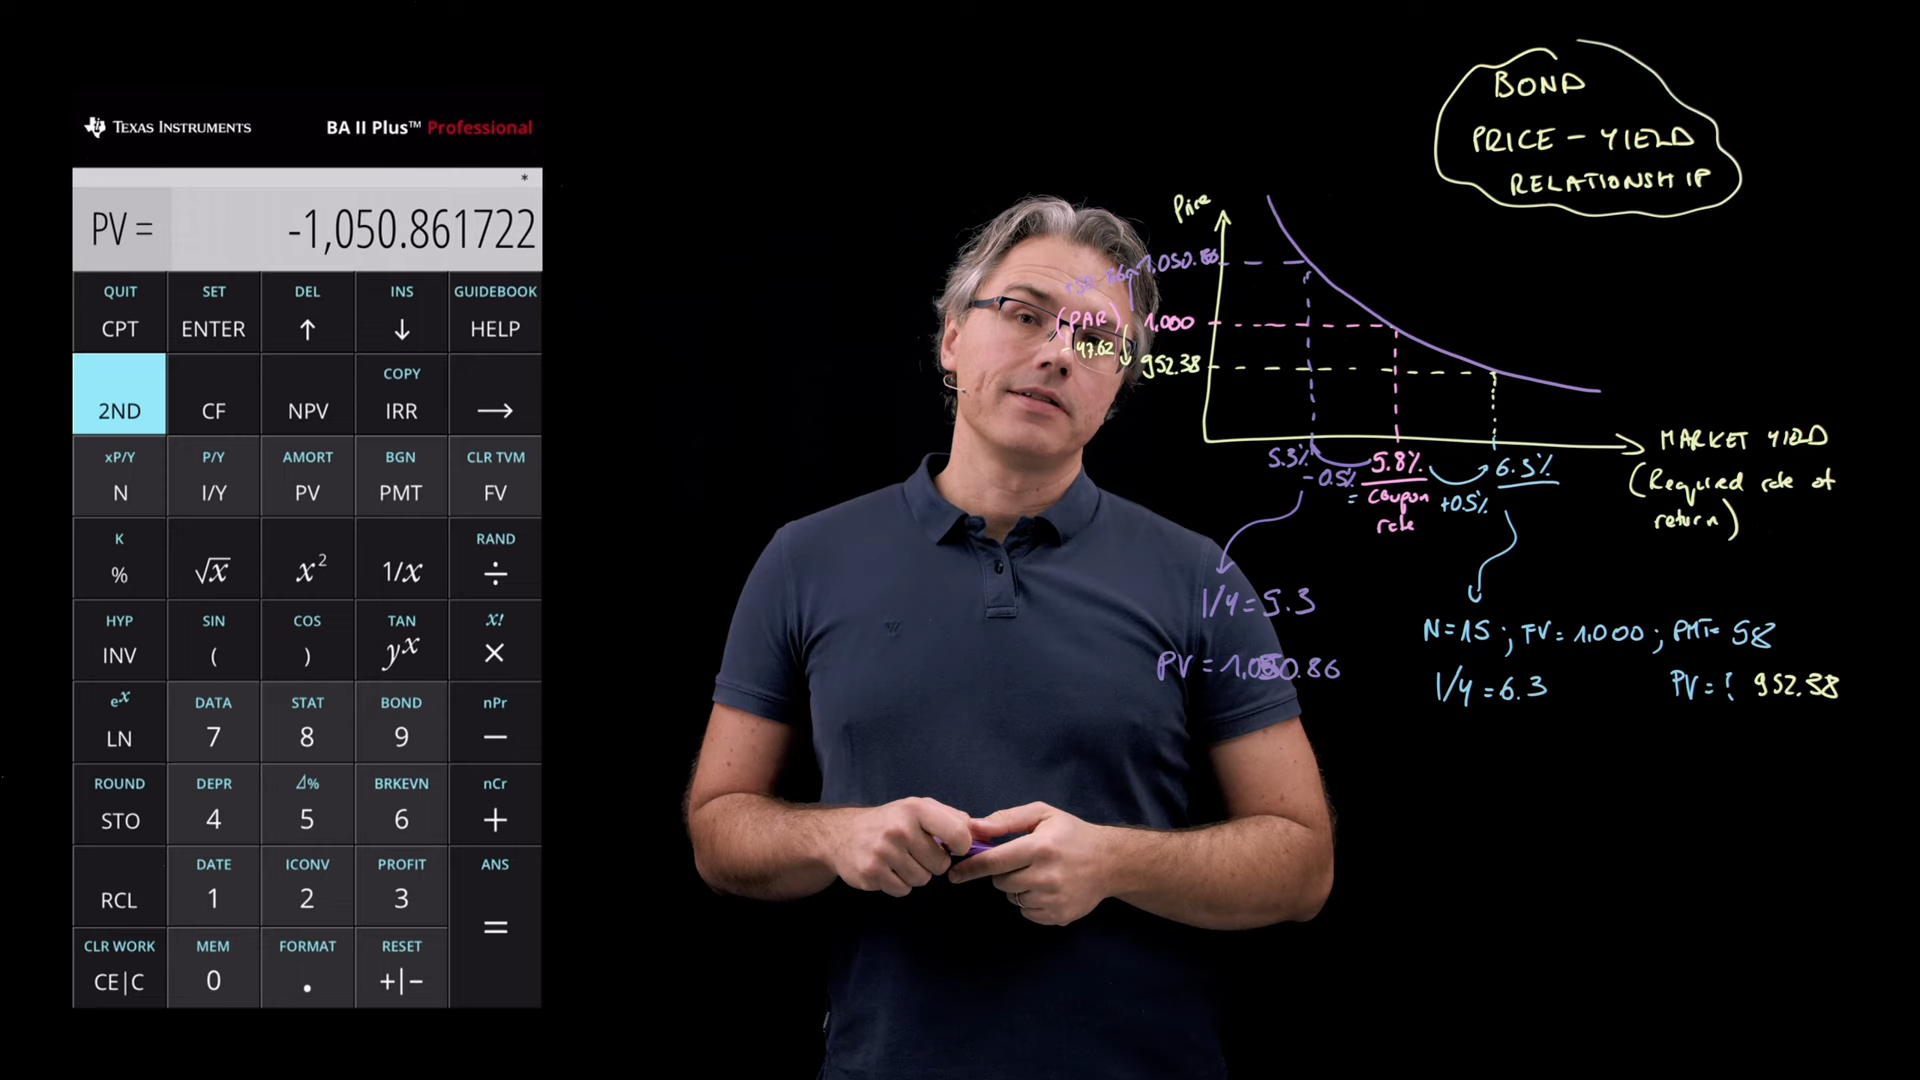 TEXAS INSTRUMENTS
BA II Plus™ Professional
*
PV = -1,050.861722
QUIT SET DEL INS GUIDEBOOK
CPT ENTER ↑ ↓ HELP
COPY
2ND CF NPV IRR →
xP/Y P/Y AMORT BGN CLR TVM
N I/Y PV PMT FV
K RAND
% √x x² 1/x ÷
HYP SIN COS TAN x!
INV ( ) yˣ ×
eˣ DATA STAT BOND nPr
LN 7 8 9 −
ROUND DEPR ⊿% BRKEVN nCr
STO 4 5 6 +
DATE ICONV PROFIT ANS
RCL 1 2 3 =
CLR WORK MEM FORMAT RESET
CE|C 0 . +|−
BOND
PRICE – YIELD
RELATIONSHIP
Price
1,050.86
+50.86
(PAR) 1,000
-47.62
952.38
MARKET YIELD
(Required rate of
return)
5.3% 5.8% 6.3%
-0.5% +0.5%
= coupon
rate
I/Y = 5.3
PV = 1,050.86
N = 15 ; FV = 1,000 ; PMT = 58
I/Y = 6.3 PV = ? 952.38